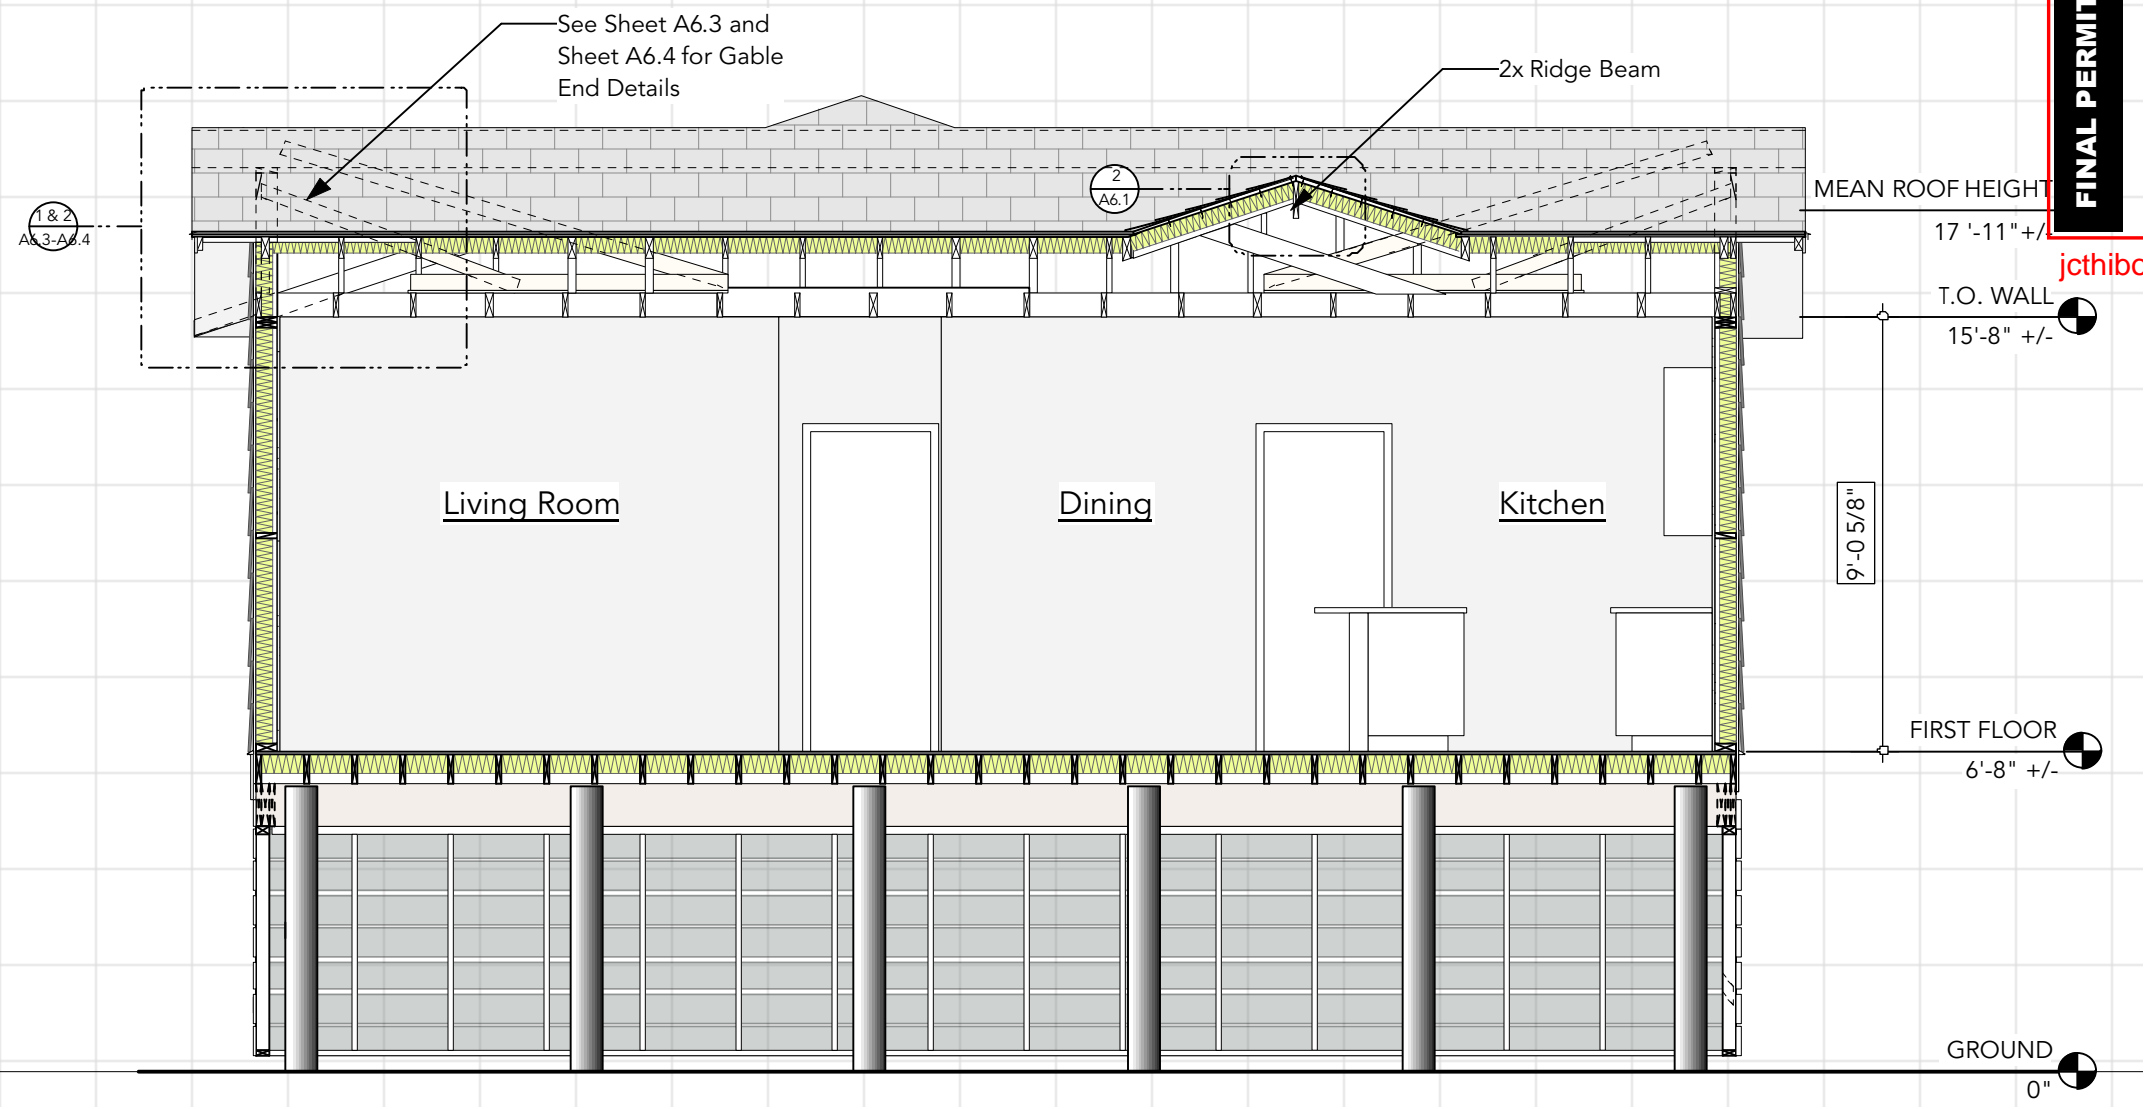 See Sheet A6.3 and
Sheet A6.4 for Gable
End Details
2x Ridge Beam
FINAL PERMIT
2
A6.1
MEAN ROOF HEIGHT
17 '-11"+/-
1 & 2
A6.3-A6.4
jcthibo
T.O. WALL
15'-8" +/-
Living Room
Dining
Kitchen
9'-0 5/8"
FIRST FLOOR
6'-8" +/-
GROUND
0"